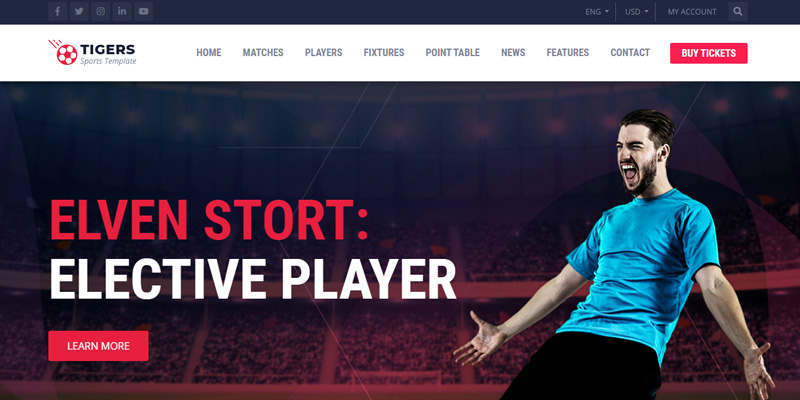 ENG USD MY ACCOUNT
TIGERS
Sports Template
HOME MATCHES PLAYERS FIXTURES POINT TABLE NEWS FEATURES CONTACT BUY TICKETS
ELVEN STORT:
ELECTIVE PLAYER
LEARN MORE